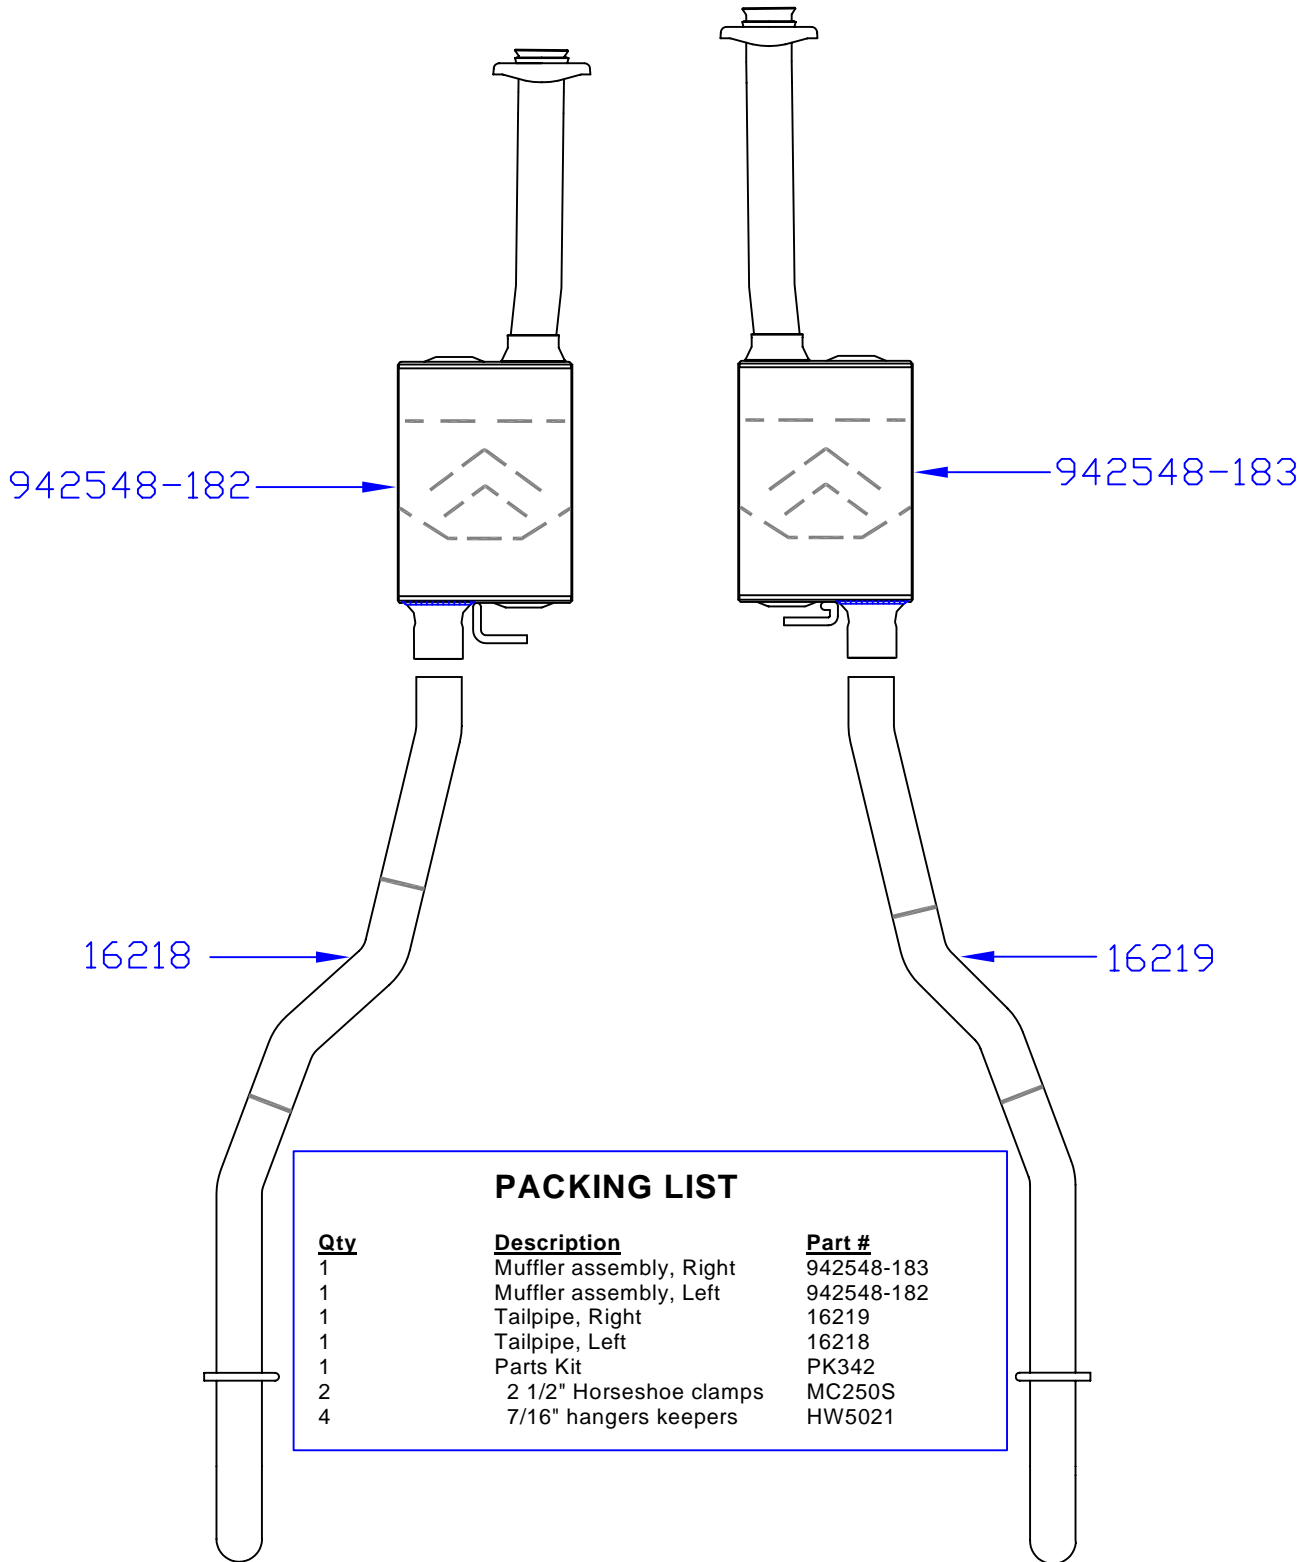 942548-182
942548-183
16218
16219
PACKING LIST
Qty Description Part #
1 Muffler assembly, Right 942548-183
1 Muffler assembly, Left 942548-182
1 Tailpipe, Right 16219
1 Tailpipe, Left 16218
1 Parts Kit PK342
2 2 1/2" Horseshoe clamps MC250S
4 7/16" hangers keepers HW5021